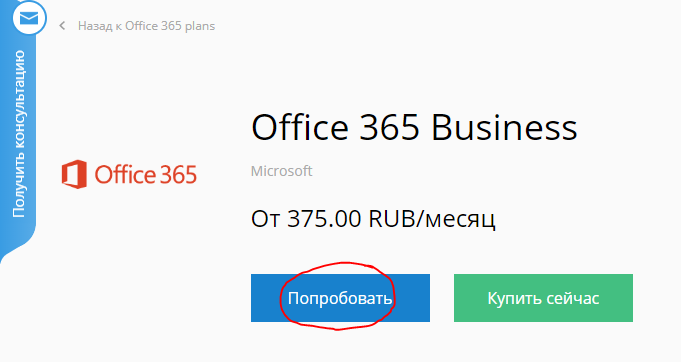 Назад к Office 365 plans
Получить консультацию
Office 365 Business
Microsoft
Office 365
От 375.00 RUB/месяц
Попробовать
Купить сейчас